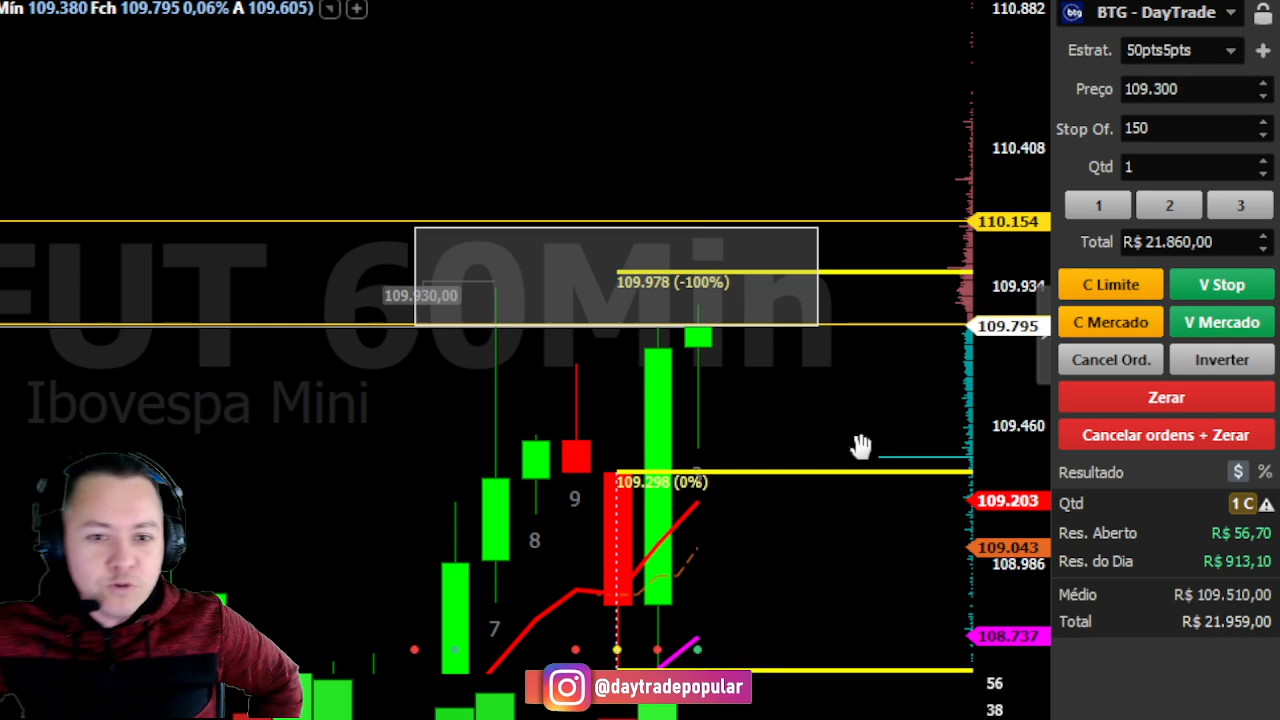 Mín 109.380 Fch 109.795 0,06% A 109.605)
110.882
BTG - DayTrade
Estrat. 50pts5pts
Preço 109.300
Stop Of. 150
110.408
Qtd 1
1 2 3
110.154
Total R$ 21.860,00
FUT 60Min
Ibovespa Mini
109.978 (-100%)
109.930,00
109.934
C Limite V Stop
109.795
C Mercado V Mercado
Cancel Ord. Inverter
Zerar
109.460
Cancelar ordens + Zerar
Resultado $ %
109.298 (0%)
9
8
7
109.203
Qtd 1 C
Res. Aberto R$ 56,70
109.043
108.986
Res. do Dia R$ 913,10
Médio R$ 109.510,00
Total R$ 21.959,00
108.737
@daytradepopular
56
38